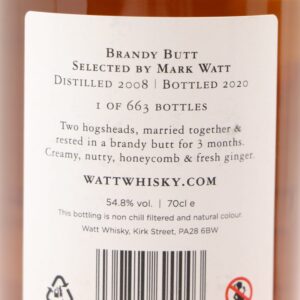 Brandy Butt
Selected by Mark Watt
Distilled 2008 | Bottled 2020
1 of 663 bottles
Two hogsheads, married together &
rested in a brandy butt for 3 months.
Creamy, nutty, honeycomb & fresh ginger.
WATTWHISKY.COM
54.8% vol. | 70cl e
This bottling is non chill filtered and natural colour.
Watt Whisky, Kirk Street, PA28 6BW